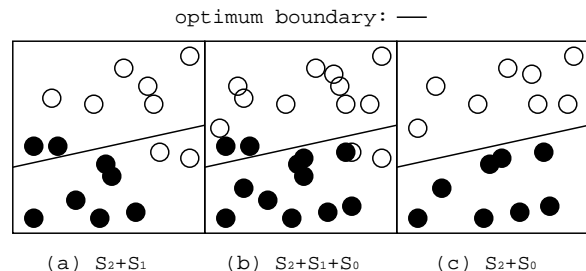 optimum boundary:
(a) S₂+S₁ (b) S₂+S₁+S₀ (c) S₂+S₀